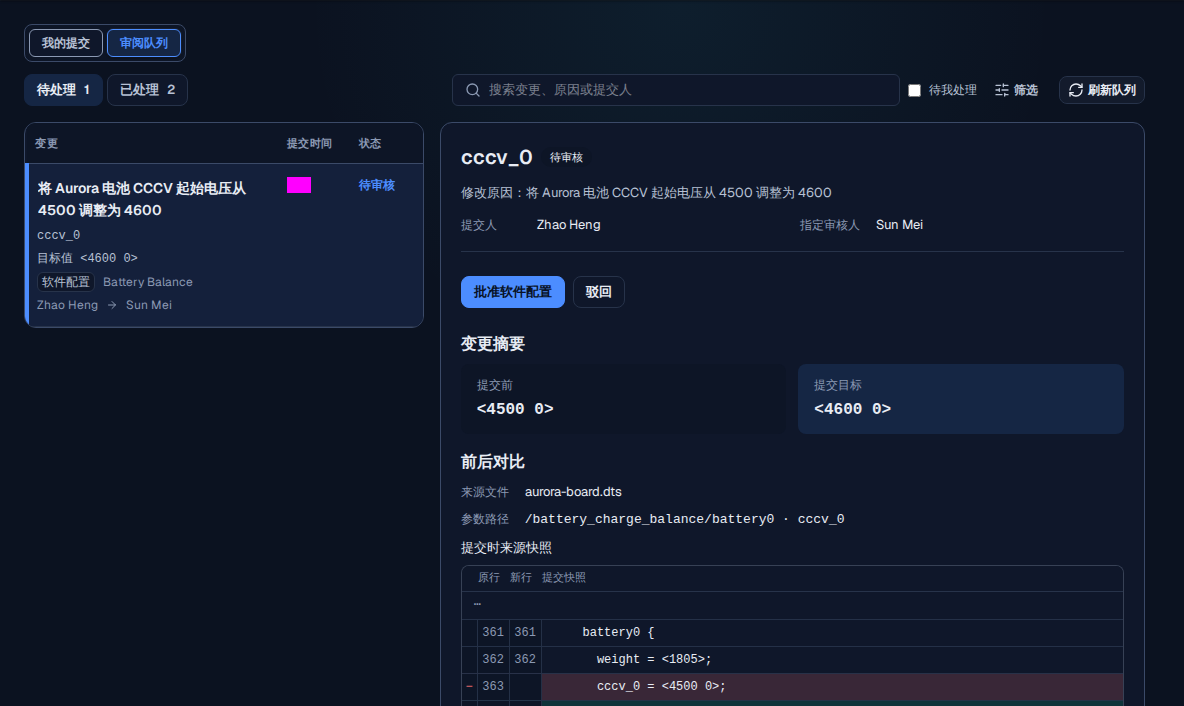 我的提交 审阅队列
待处理 1 已处理 2
搜索变更、原因或提交人 待我处理 筛选 刷新队列
变更 提交时间 状态
将 Aurora 电池 CCCV 起始电压从
4500 调整为 4600
待审核
cccv_0
目标值 <4600 0>
软件配置 Battery Balance
Zhao Heng → Sun Mei
cccv_0 待审核
修改原因：将 Aurora 电池 CCCV 起始电压从 4500 调整为 4600
提交人 Zhao Heng 指定审核人 Sun Mei
批准软件配置 驳回
变更摘要
提交前 提交目标
<4500 0> <4600 0>
前后对比
来源文件 aurora-board.dts
参数路径 /battery_charge_balance/battery0 · cccv_0
提交时来源快照
原行 新行 提交快照
…
361 361 battery0 {
362 362 weight = <1805>;
− 363 cccv_0 = <4500 0>;